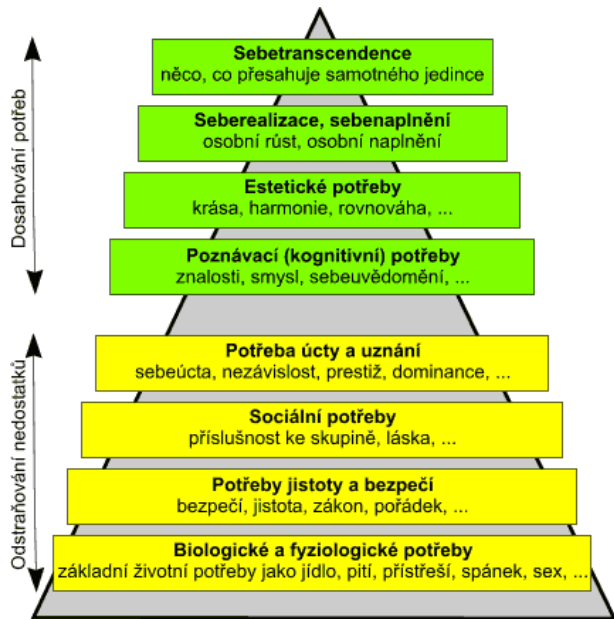 Sebetranscendence
něco, co přesahuje samotného jedince
Seberealizace, sebenaplnění
osobní růst, osobní naplnění
Estetické potřeby
krása, harmonie, rovnováha, ...
Poznávací (kognitivní) potřeby
znalosti, smysl, sebeuvědomění, ...
Dosahování potřeb
Potřeba úcty a uznání
sebeúcta, nezávislost, prestiž, dominance, ...
Sociální potřeby
příslušnost ke skupině, láska, ...
Potřeby jistoty a bezpečí
bezpečí, jistota, zákon, pořádek, ...
Biologické a fyziologické potřeby
základní životní potřeby jako jídlo, pití, přístřeší, spánek, sex, ...
Odstraňování nedostatků